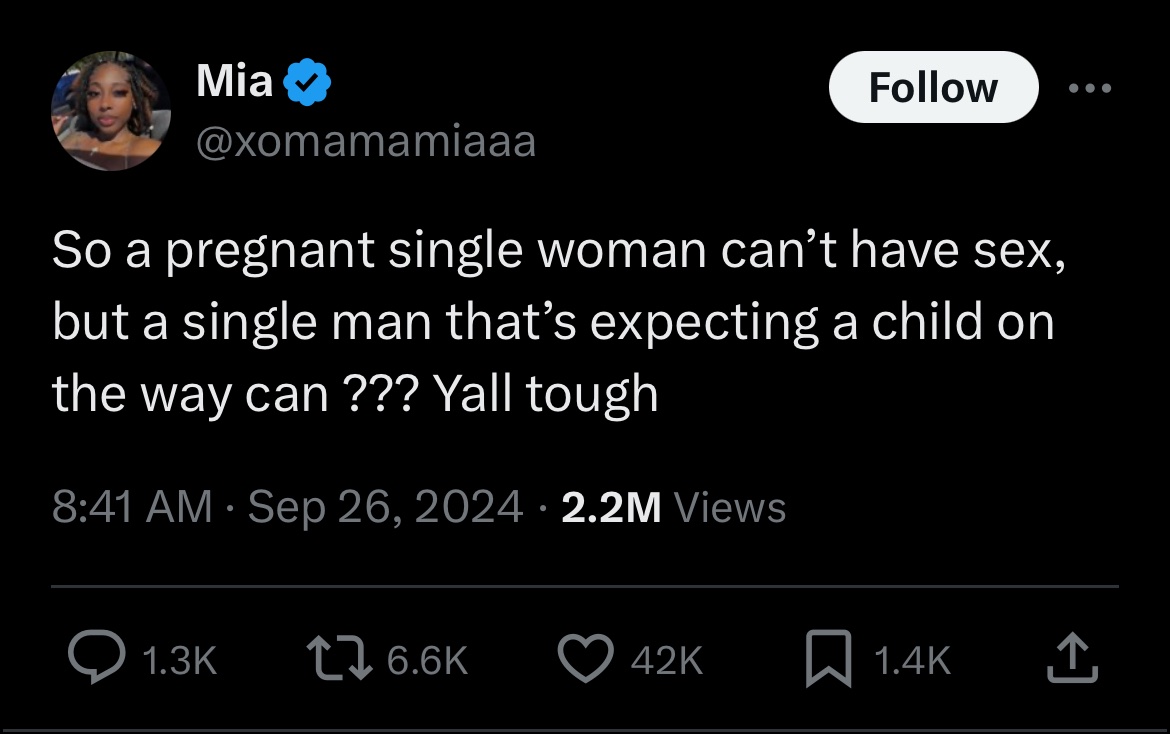 Mia
@xomamamiaaa
Follow
So a pregnant single woman can’t have sex,
but a single man that’s expecting a child on
the way can ??? Yall tough
8:41 AM · Sep 26, 2024 · 2.2M Views
1.3K 6.6K 42K 1.4K